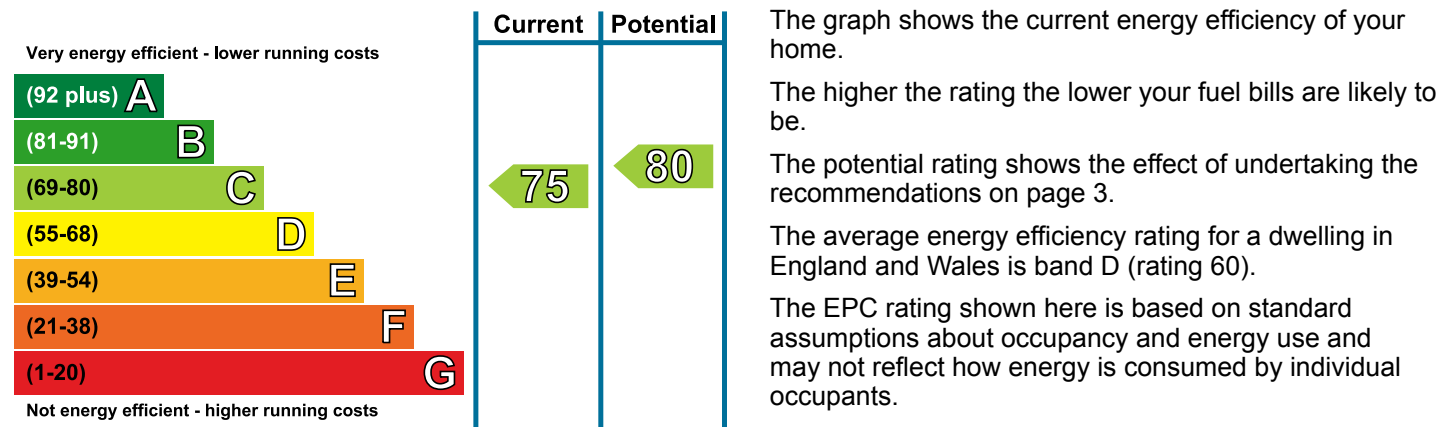 Current Potential
Very energy efficient - lower running costs
(92 plus) A
(81-91) B
(69-80) C
(55-68) D
(39-54) E
(21-38) F
(1-20) G
Not energy efficient - higher running costs
75
80
The graph shows the current energy efficiency of your
home.
The higher the rating the lower your fuel bills are likely to
be.
The potential rating shows the effect of undertaking the
recommendations on page 3.
The average energy efficiency rating for a dwelling in
England and Wales is band D (rating 60).
The EPC rating shown here is based on standard
assumptions about occupancy and energy use and
may not reflect how energy is consumed by individual
occupants.